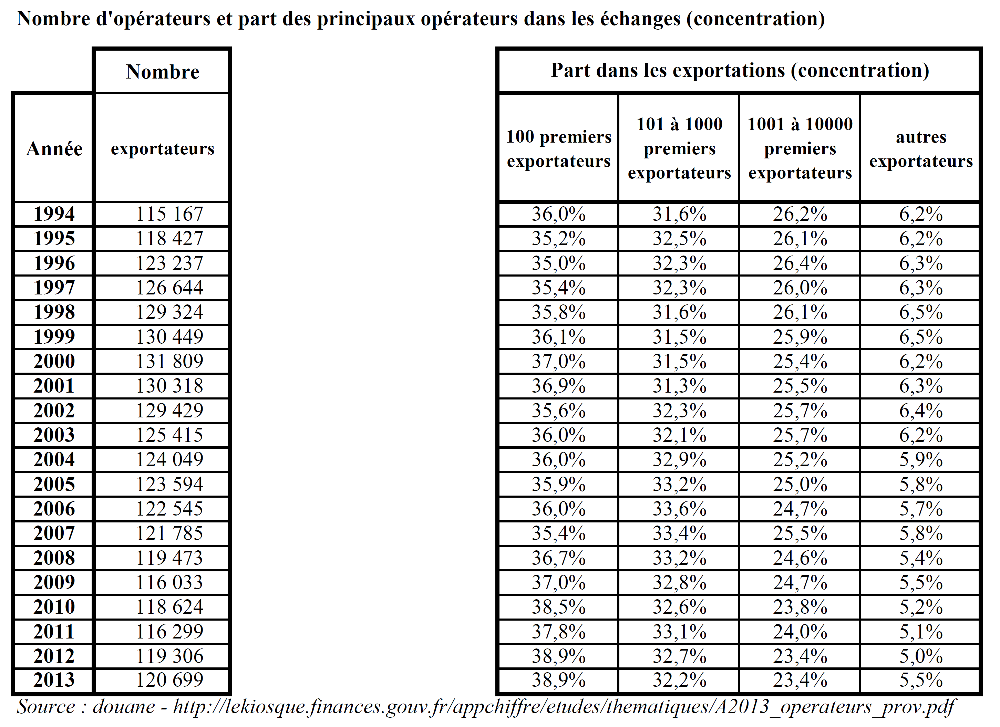 Nombre d'opérateurs et part des principaux opérateurs dans les échanges (concentration)
Nombre
Part dans les exportations (concentration)
Année
exportateurs
100 premiers
exportateurs
101 à 1000
premiers
exportateurs
1001 à 10000
premiers
exportateurs
autres
exportateurs
1994 115 167 36,0% 31,6% 26,2% 6,2%
1995 118 427 35,2% 32,5% 26,1% 6,2%
1996 123 237 35,0% 32,3% 26,4% 6,3%
1997 126 644 35,4% 32,3% 26,0% 6,3%
1998 129 324 35,8% 31,6% 26,1% 6,5%
1999 130 449 36,1% 31,5% 25,9% 6,5%
2000 131 809 37,0% 31,5% 25,4% 6,2%
2001 130 318 36,9% 31,3% 25,5% 6,3%
2002 129 429 35,6% 32,3% 25,7% 6,4%
2003 125 415 36,0% 32,1% 25,7% 6,2%
2004 124 049 36,0% 32,9% 25,2% 5,9%
2005 123 594 35,9% 33,2% 25,0% 5,8%
2006 122 545 36,0% 33,6% 24,7% 5,7%
2007 121 785 35,4% 33,4% 25,5% 5,8%
2008 119 473 36,7% 33,2% 24,6% 5,4%
2009 116 033 37,0% 32,8% 24,7% 5,5%
2010 118 624 38,5% 32,6% 23,8% 5,2%
2011 116 299 37,8% 33,1% 24,0% 5,1%
2012 119 306 38,9% 32,7% 23,4% 5,0%
2013 120 699 38,9% 32,2% 23,4% 5,5%
Source : douane - http://lekiosque.finances.gouv.fr/appchiffre/etudes/thematiques/A2013_operateurs_prov.pdf